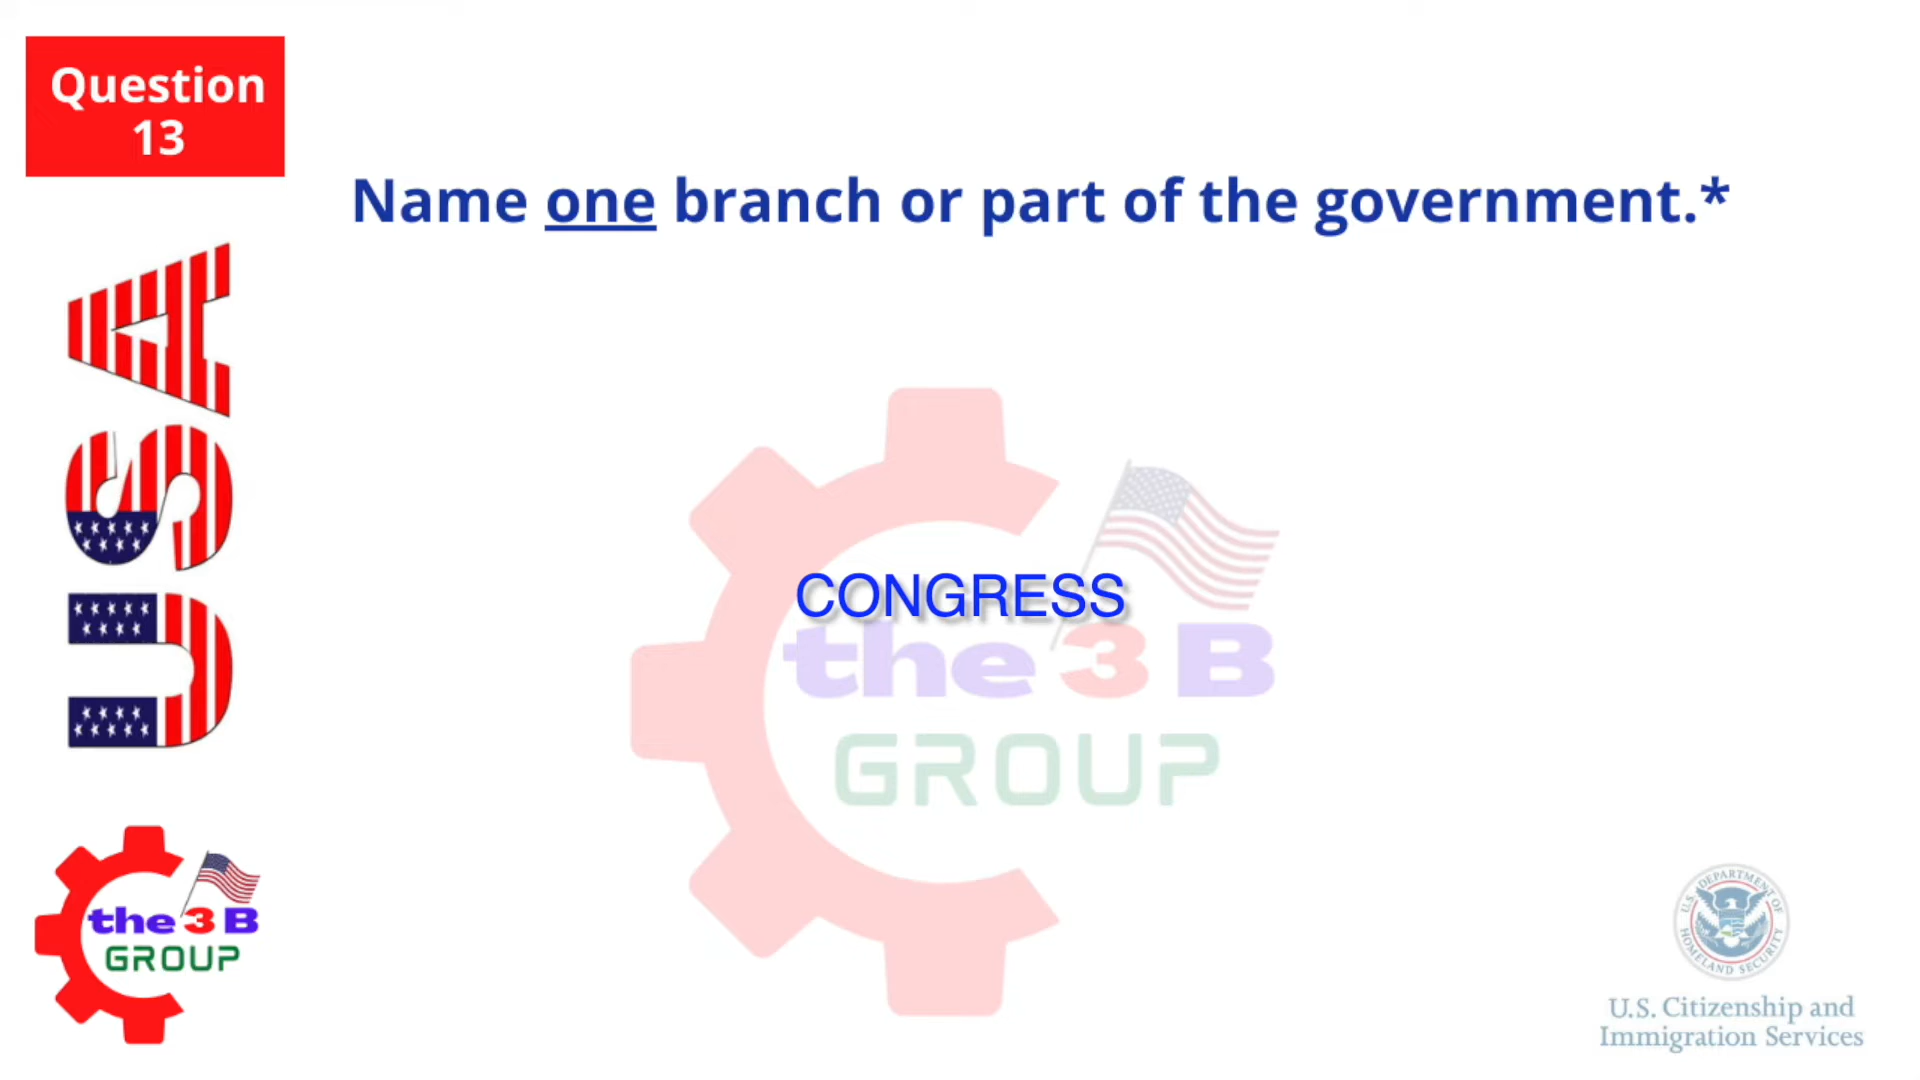 Question
13
Name one branch or part of the government.*
USA
CONGRESS
the 3 B
GROUP
the 3 B
GROUP
U.S. DEPARTMENT OF
HOMELAND SECURITY
U.S. Citizenship and
Immigration Services